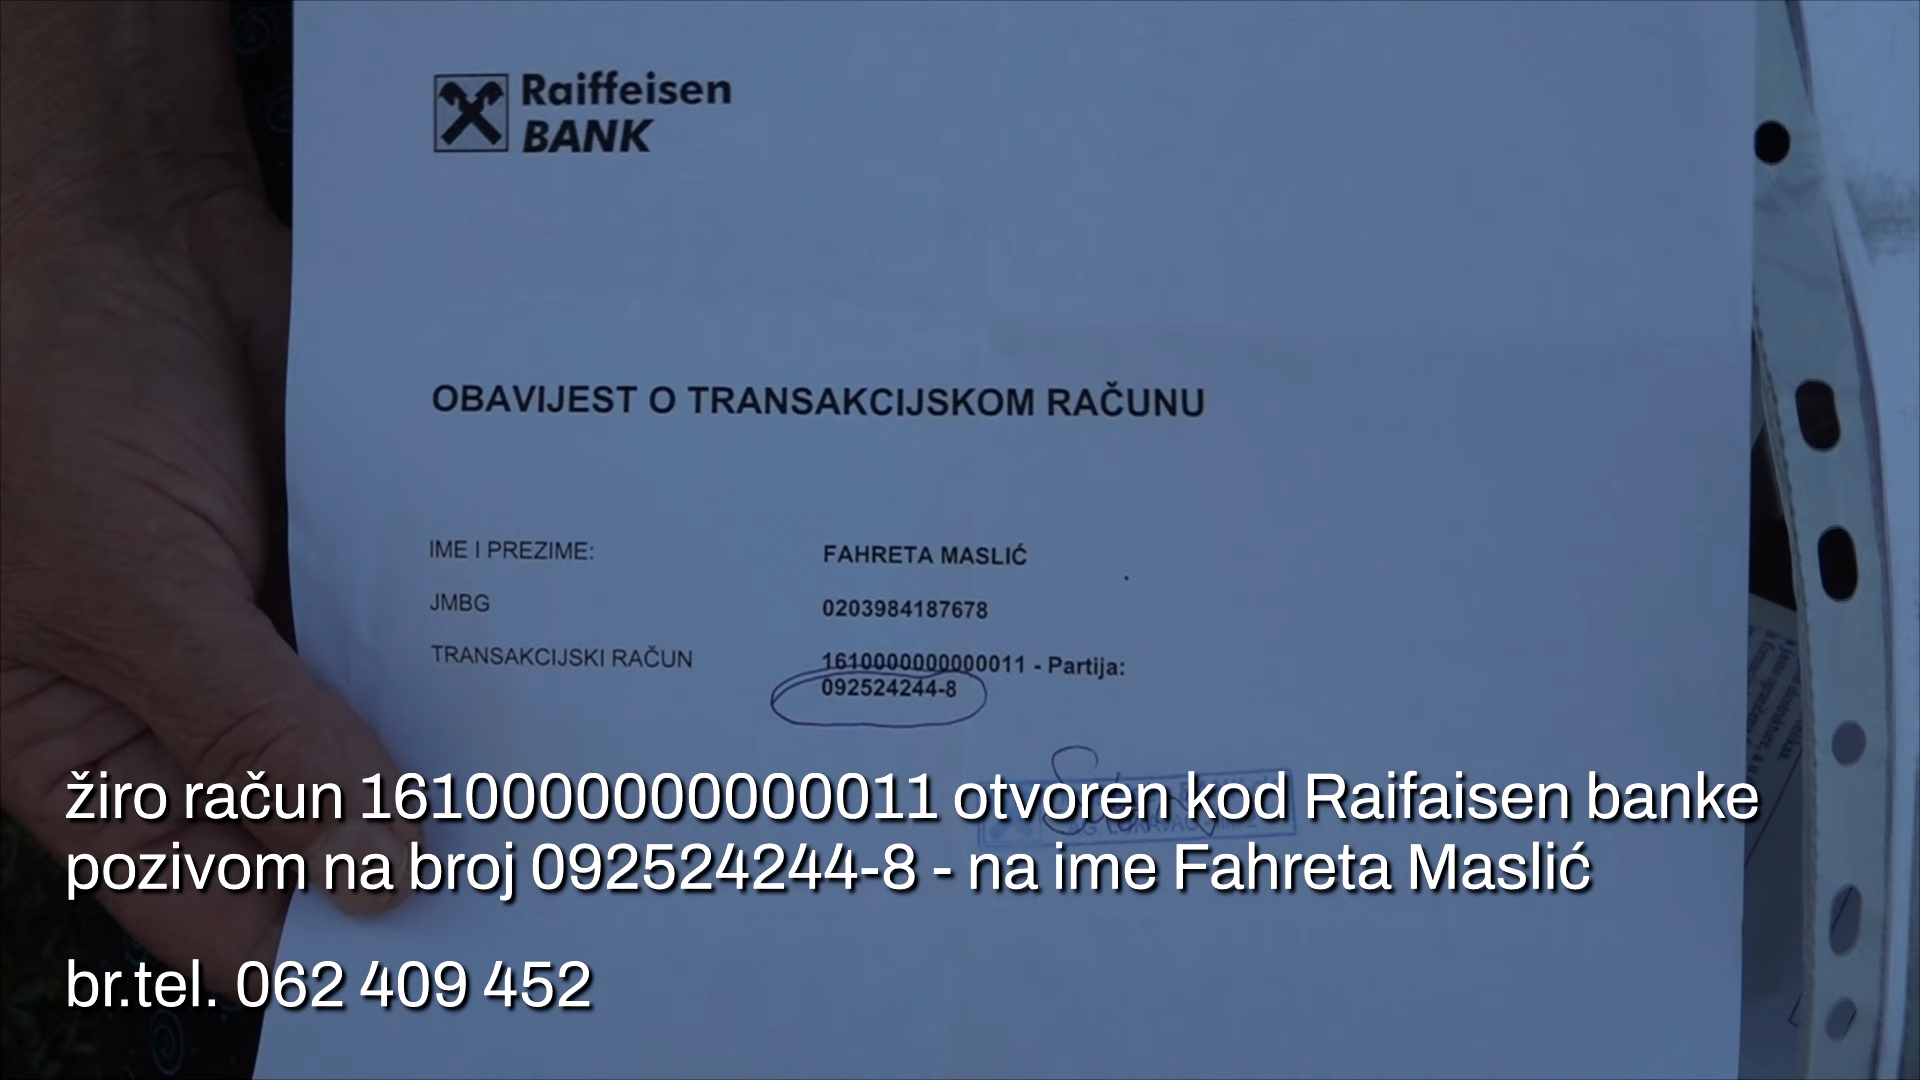 Raiffeisen
BANK
OBAVIJEST O TRANSAKCIJSKOM RAČUNU
IME I PREZIME: FAHRETA MASLIĆ
JMBG 0203984187678
TRANSAKCIJSKI RAČUN 1610000000000011 - Partija:
092524244-8
žiro račun 1610000000000011 otvoren kod Raifaisen banke
pozivom na broj 092524244-8 - na ime Fahreta Maslić
br.tel. 062 409 452